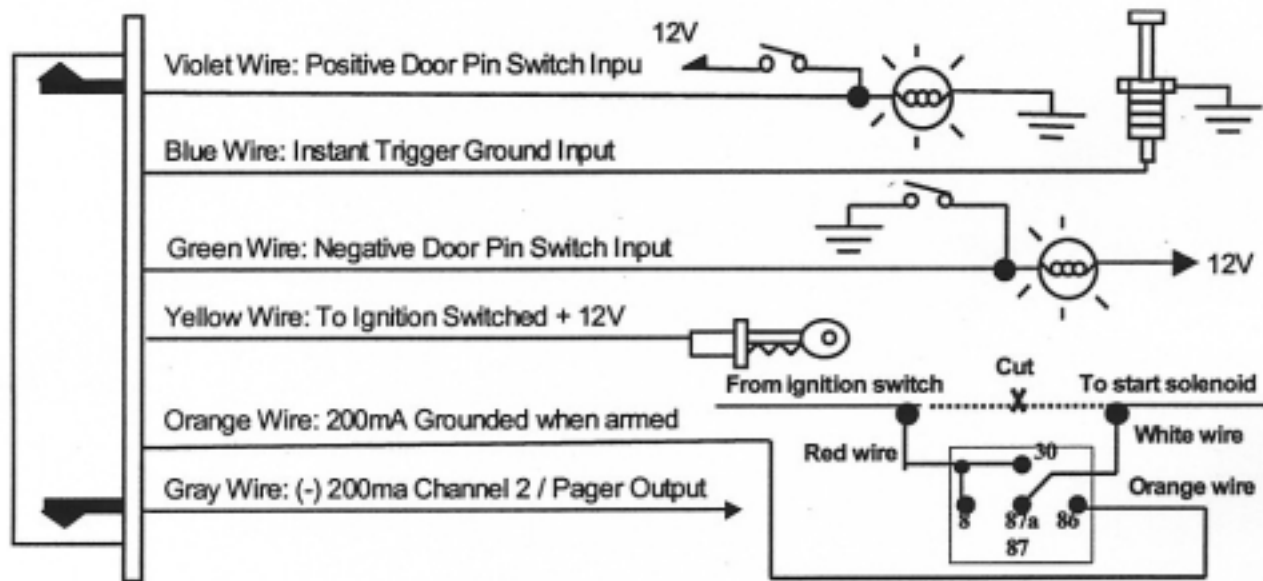 12V
Violet Wire: Positive Door Pin Switch Inpu
Blue Wire: Instant Trigger Ground Input
Green Wire: Negative Door Pin Switch Input
12V
Yellow Wire: To Ignition Switched + 12V
From ignition switch
Cut
To start solenoid
X
Orange Wire: 200mA Grounded when armed
Red wire
30
White wire
Gray Wire: (-) 200ma Channel 2 / Pager Output
Orange wire
8
87a
86
87